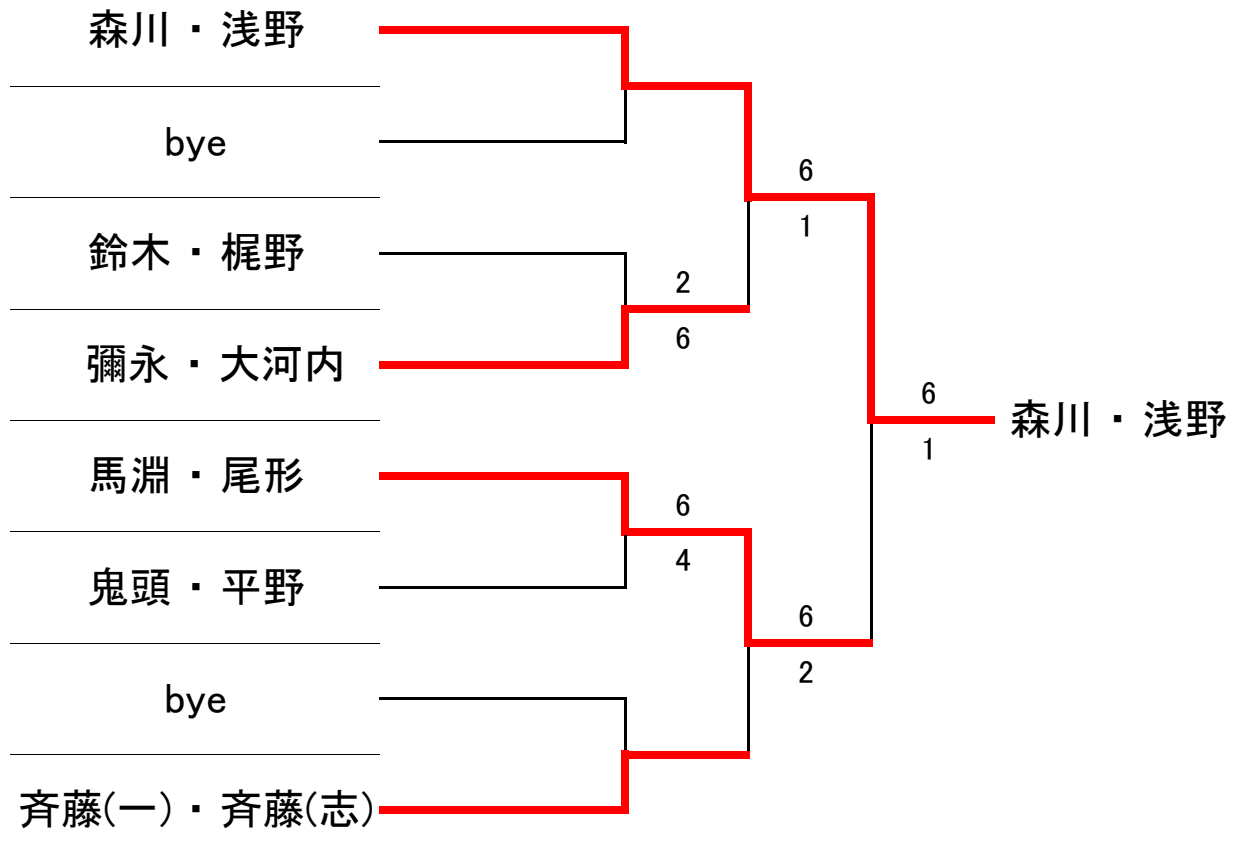 森川・浅野
bye
6
1
鈴木・梶野
2
6
彌永・大河内
6
1
森川・浅野
馬淵・尾形
6
4
鬼頭・平野
6
2
bye
斉藤(一)・斉藤(志)